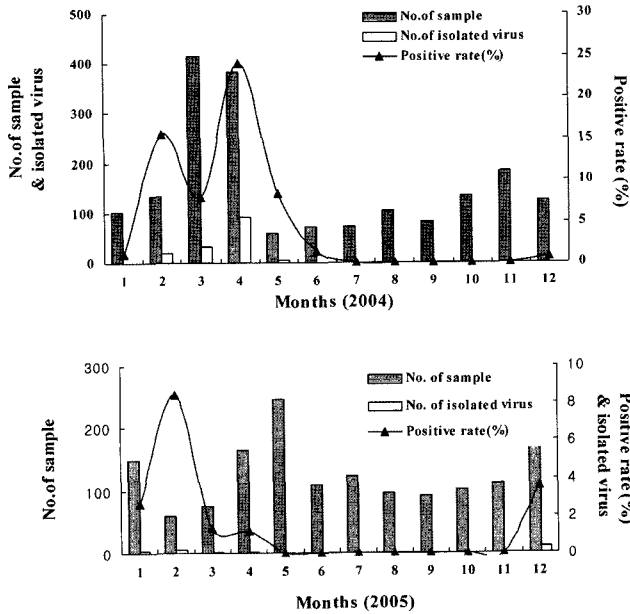 No.of sample
No.of isolated virus
Positive rate(%)
500
400
300
200
100
0
No.of sample
& isolated virus
30
25
20
15
10
5
0
Positive rate (%)
1 2 3 4 5 6 7 8 9 10 11 12
Months (2004)
No. of sample
No. of isolated virus
Positive rate(%)
300
200
100
0
No.of sample
10
8
6
4
2
0
Positive rate (%)
& isolated virus
1 2 3 4 5 6 7 8 9 10 11 12
Months (2005)